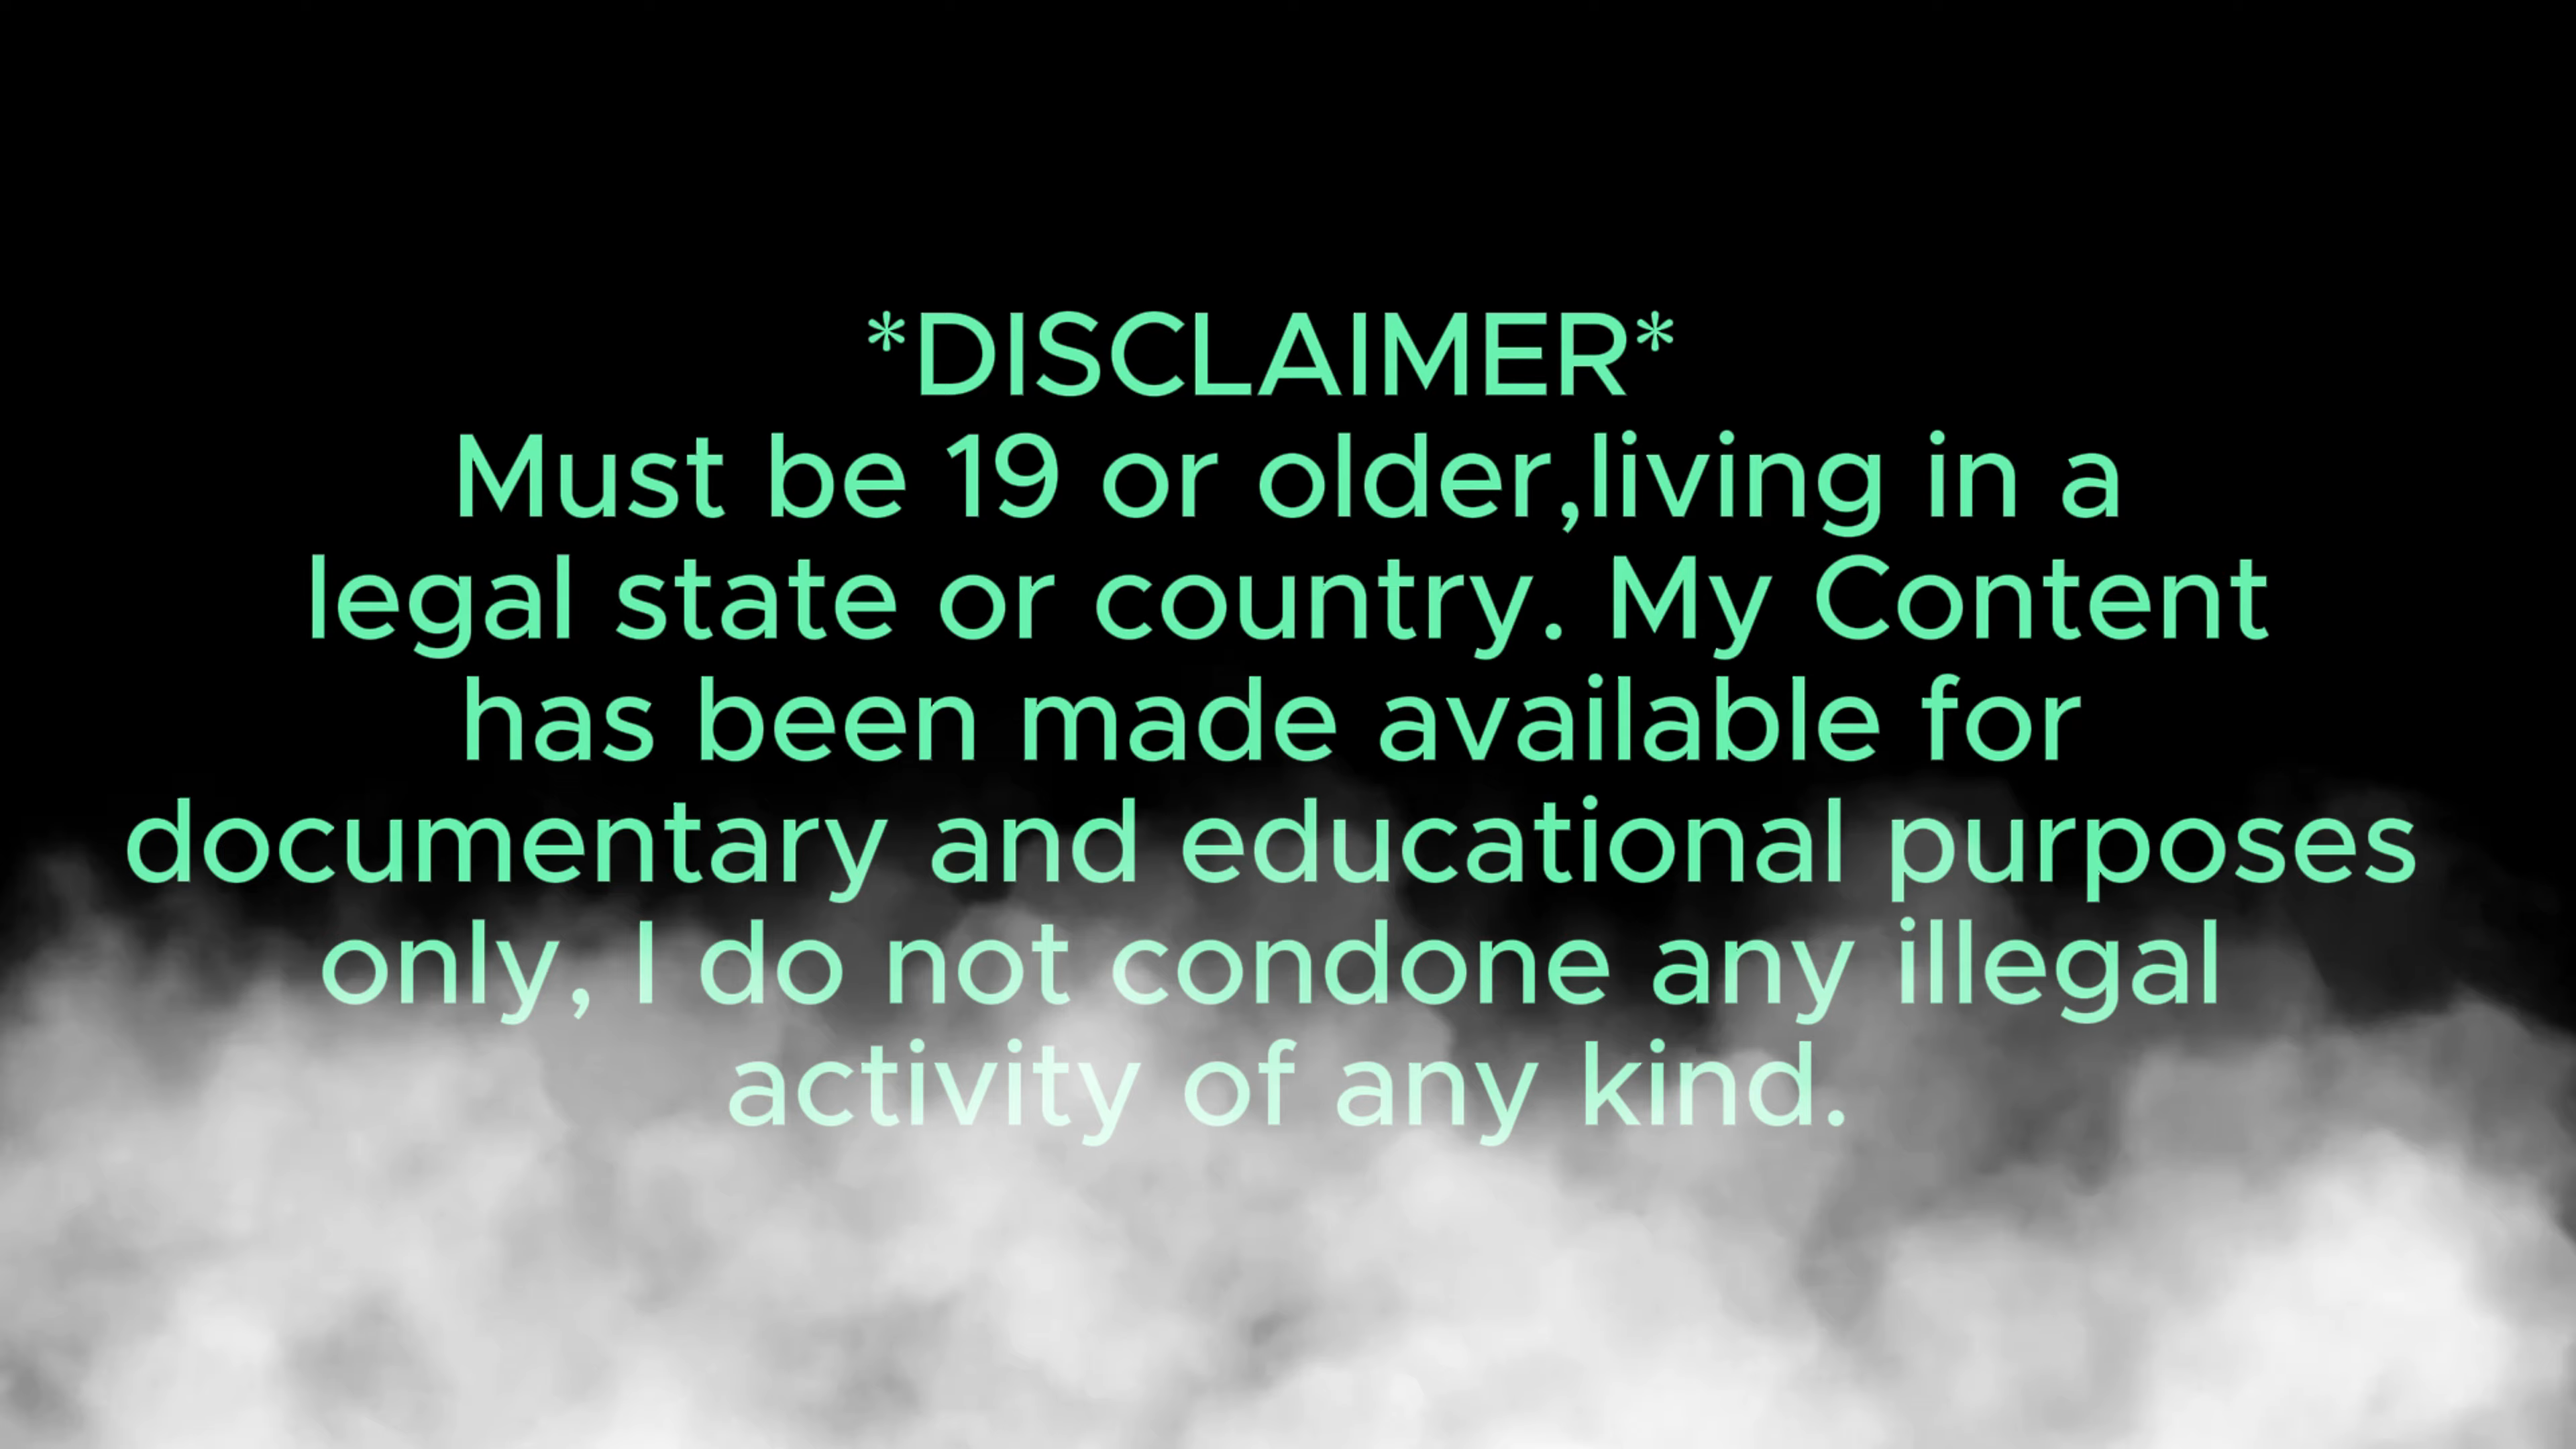 *DISCLAIMER*
Must be 19 or older,living in a
legal state or country. My Content
has been made available for
documentary and educational purposes
only, I do not condone any illegal
activity of any kind.